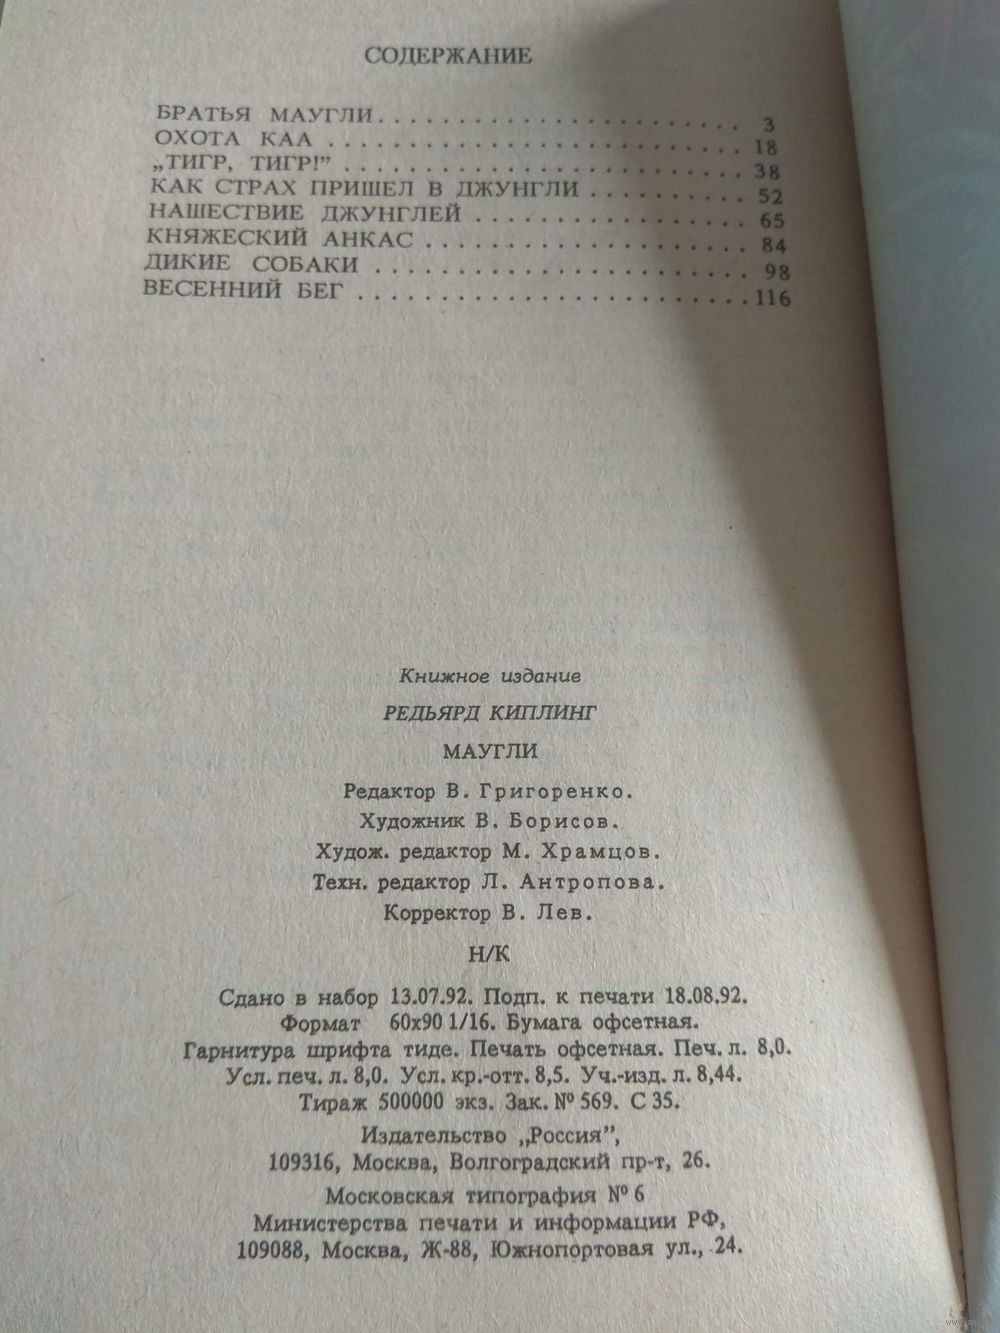 СОДЕРЖАНИЕ
БРАТЬЯ МАУГЛИ . . . . . . . . . . . . . . . . . . . . . . . 3
ОХОТА КАА . . . . . . . . . . . . . . . . . . . . . . . . . . 18
„ТИГР, ТИГР!” . . . . . . . . . . . . . . . . . . . . . . . . . 38
КАК СТРАХ ПРИШЕЛ В ДЖУНГЛИ . . . . . . . . . . 52
НАШЕСТВИЕ ДЖУНГЛЕЙ . . . . . . . . . . . . . . . . . 65
КНЯЖЕСКИЙ АНКАС . . . . . . . . . . . . . . . . . . . . 84
ДИКИЕ СОБАКИ . . . . . . . . . . . . . . . . . . . . . . . 98
ВЕСЕННИЙ БЕГ . . . . . . . . . . . . . . . . . . . . . . . . 116
Книжное издание
РЕДЬЯРД КИПЛИНГ
МАУГЛИ
Редактор В. Григоренко.
Художник В. Борисов.
Худож. редактор М. Храмцов.
Техн. редактор Л. Антропова.
Корректор В. Лев.
Н/К
Сдано в набор 13.07.92. Подп. к печати 18.08.92.
Формат 60х90 1/16. Бумага офсетная.
Гарнитура шрифта тиде. Печать офсетная. Печ. л. 8,0.
Усл. печ. л. 8,0. Усл. кр.-отт. 8,5. Уч.-изд. л. 8,44.
Тираж 500000 экз. Зак. № 569. С 35.
Издательство „Россия”,
109316, Москва, Волгоградский пр-т, 26.
Московская типография № 6
Министерства печати и информации РФ,
109088, Москва, Ж-88, Южнопортовая ул., 24.